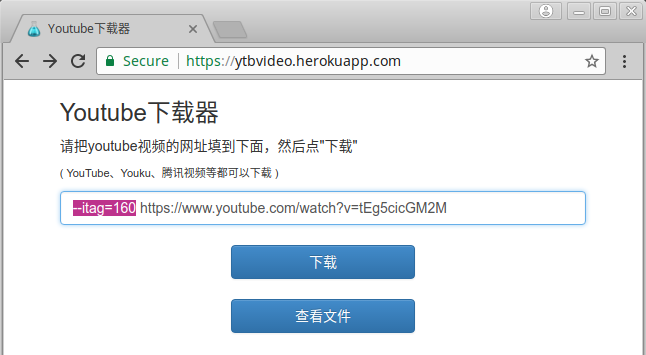 Youtube下载器
Secure https://ytbvideo.herokuapp.com
Youtube下载器
请把youtube视频的网址填到下面，然后点"下载"
( YouTube、Youku、腾讯视频等都可以下载 )
--itag=160 https://www.youtube.com/watch?v=tEg5cicGM2M
下载
查看文件